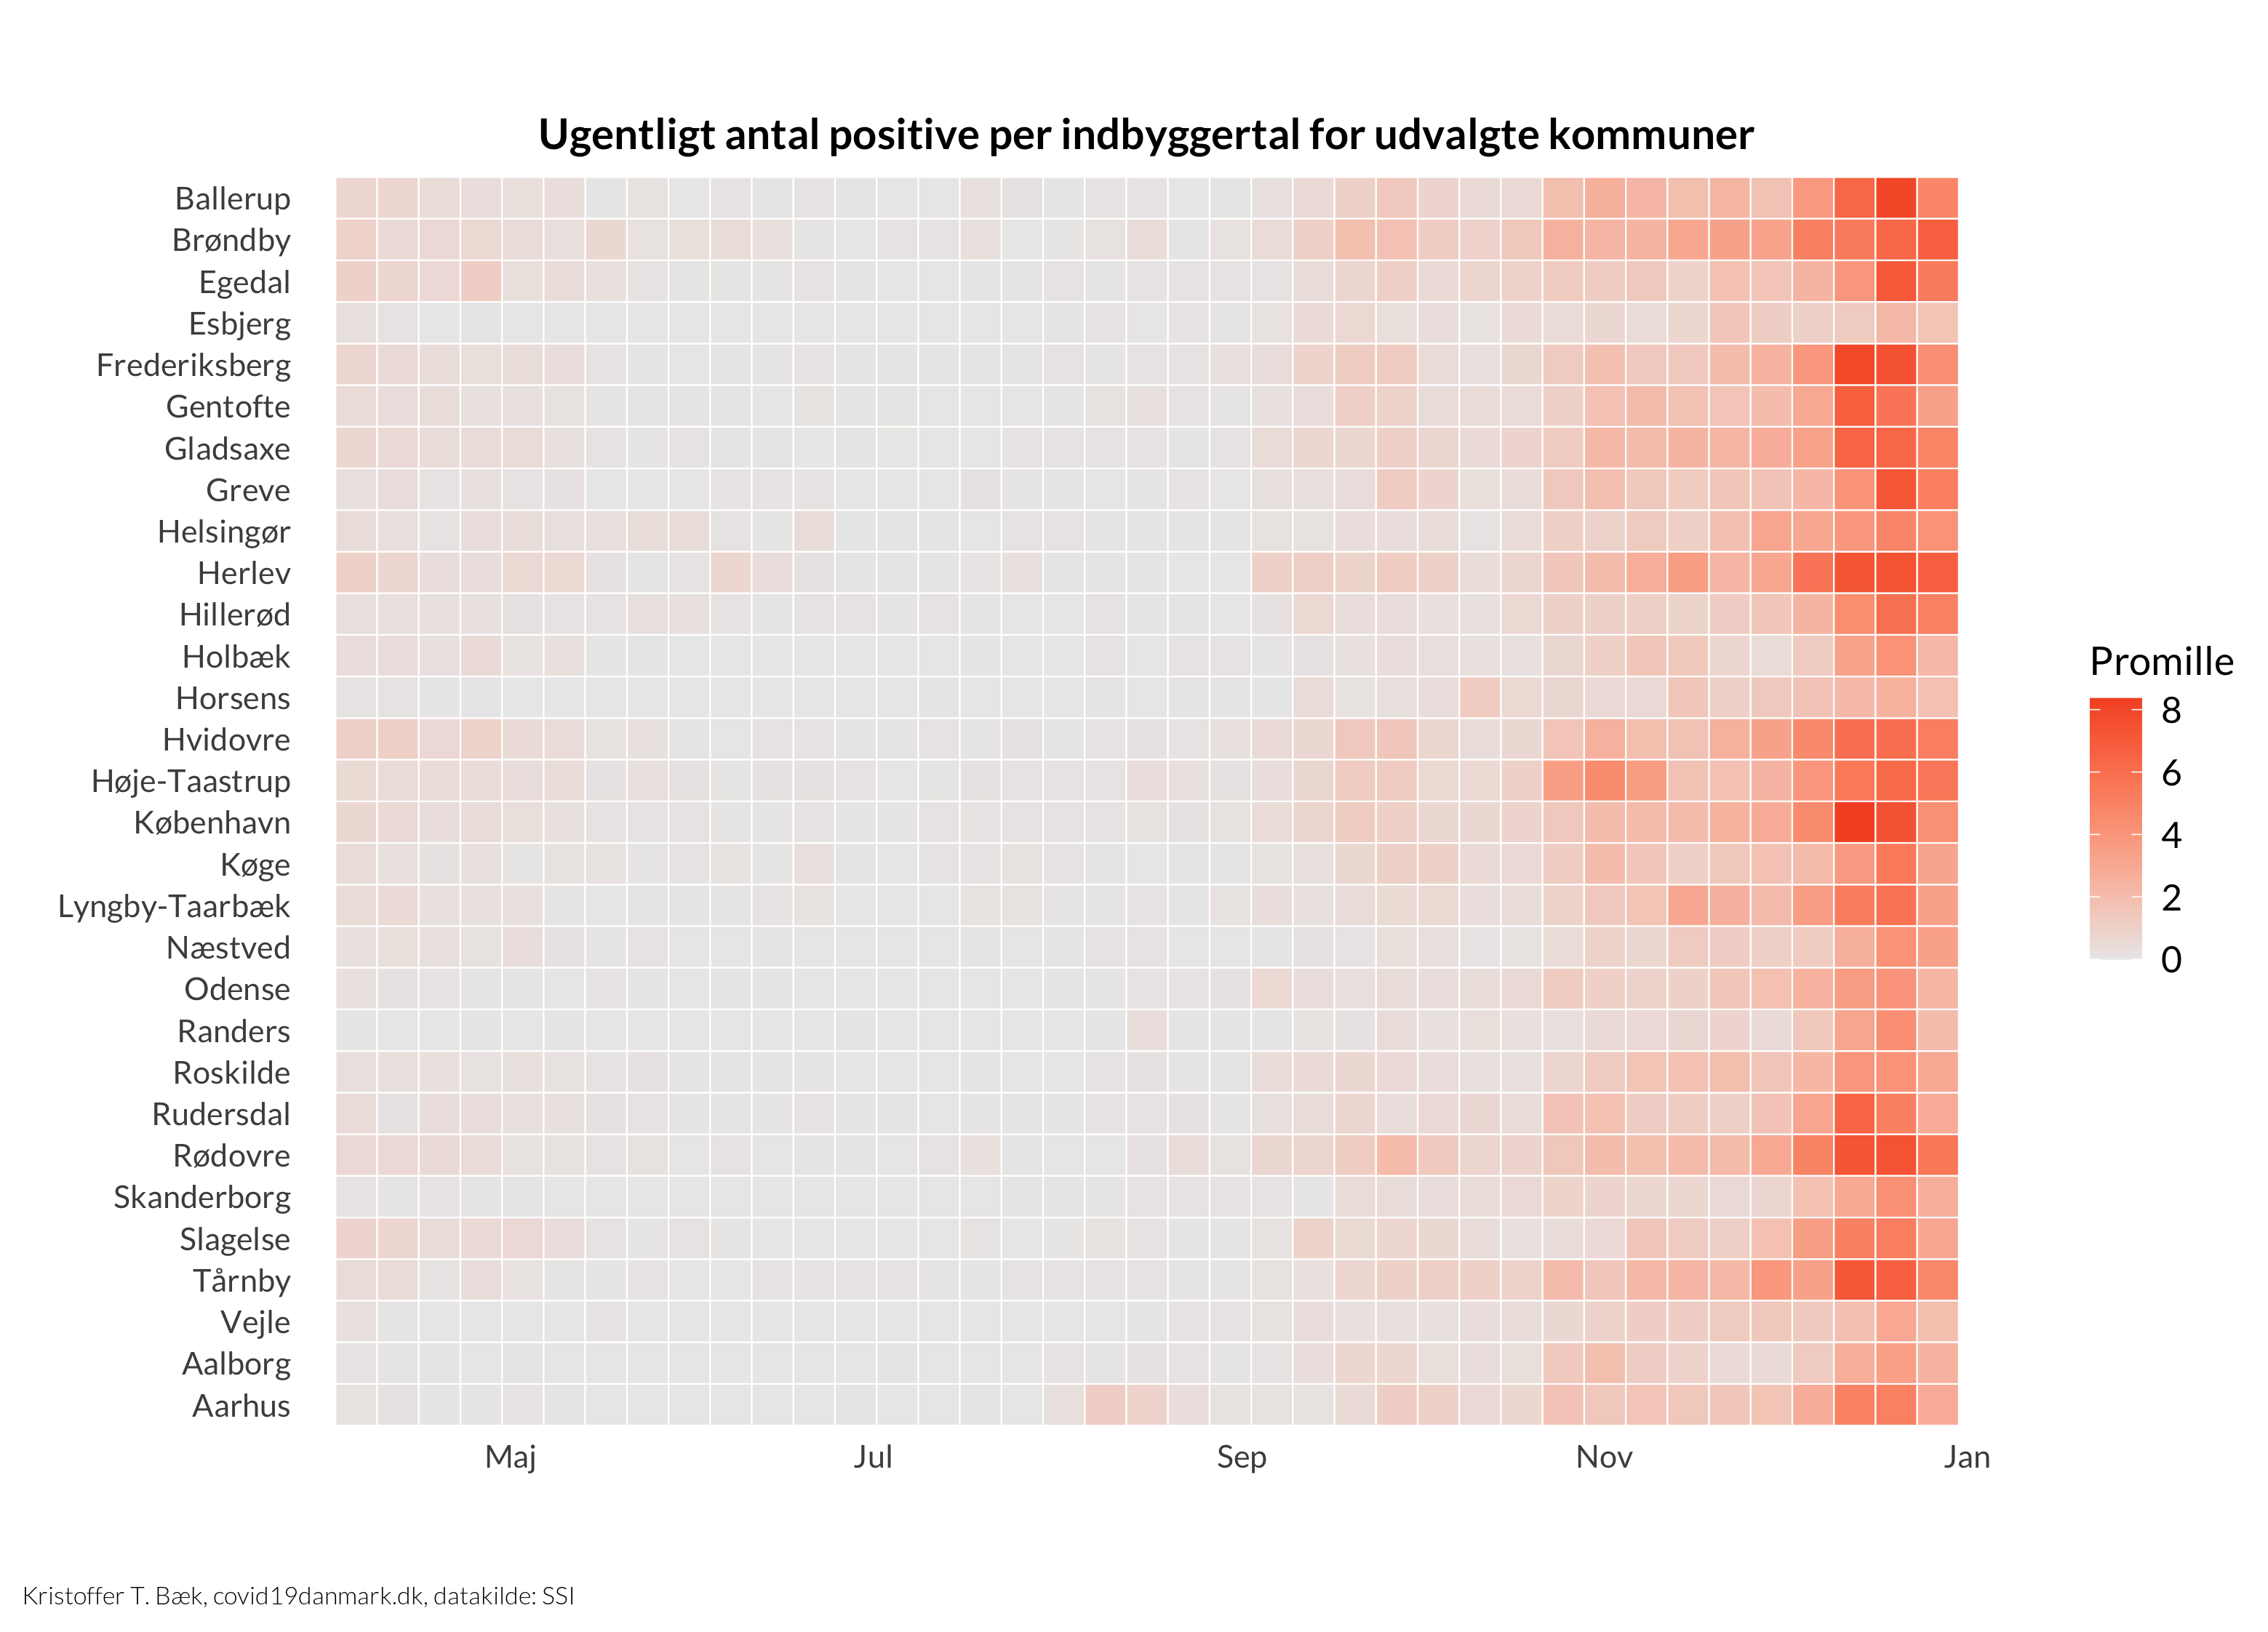 Ugentligt antal positive per indbyggertal for udvalgte kommuner
Ballerup
Brøndby
Egedal
Esbjerg
Frederiksberg
Gentofte
Gladsaxe
Greve
Helsingør
Herlev
Hillerød
Holbæk
Horsens
Hvidovre
Høje-Taastrup
København
Køge
Lyngby-Taarbæk
Næstved
Odense
Randers
Roskilde
Rudersdal
Rødovre
Skanderborg
Slagelse
Tårnby
Vejle
Aalborg
Aarhus
Maj Jul Sep Nov Jan
Promille
8
6
4
2
0
Kristoffer T. Bæk, covid19danmark.dk, datakilde: SSI